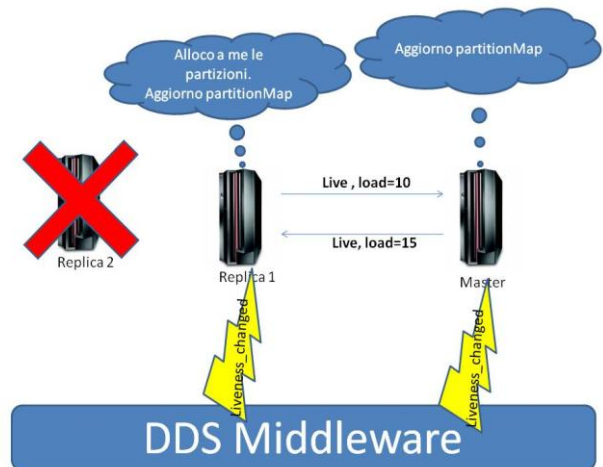 Alloco a me le
partizioni.
Aggiorno partitionMap
Aggiorno partitionMap
Live , load=10
Live, load=15
Replica 2
Replica 1
Master
Liveness_changed
Liveness_changed
DDS Middleware